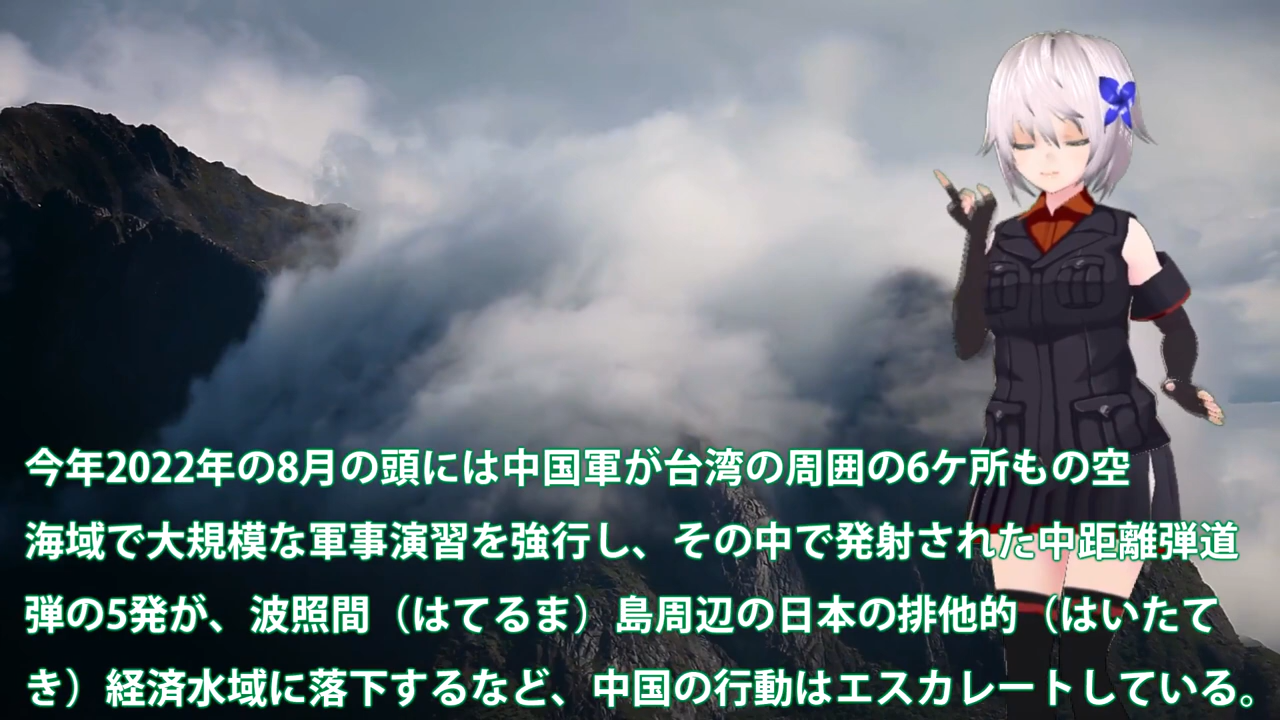 今年2022年の8月の頭には中国軍が台湾の周囲の6ケ所もの空
海域で大規模な軍事演習を強行し、その中で発射された中距離弾道
弾の5発が、波照間（はてるま）島周辺の日本の排他的（はいたて
き）経済水域に落下するなど、中国の行動はエスカレートしている。